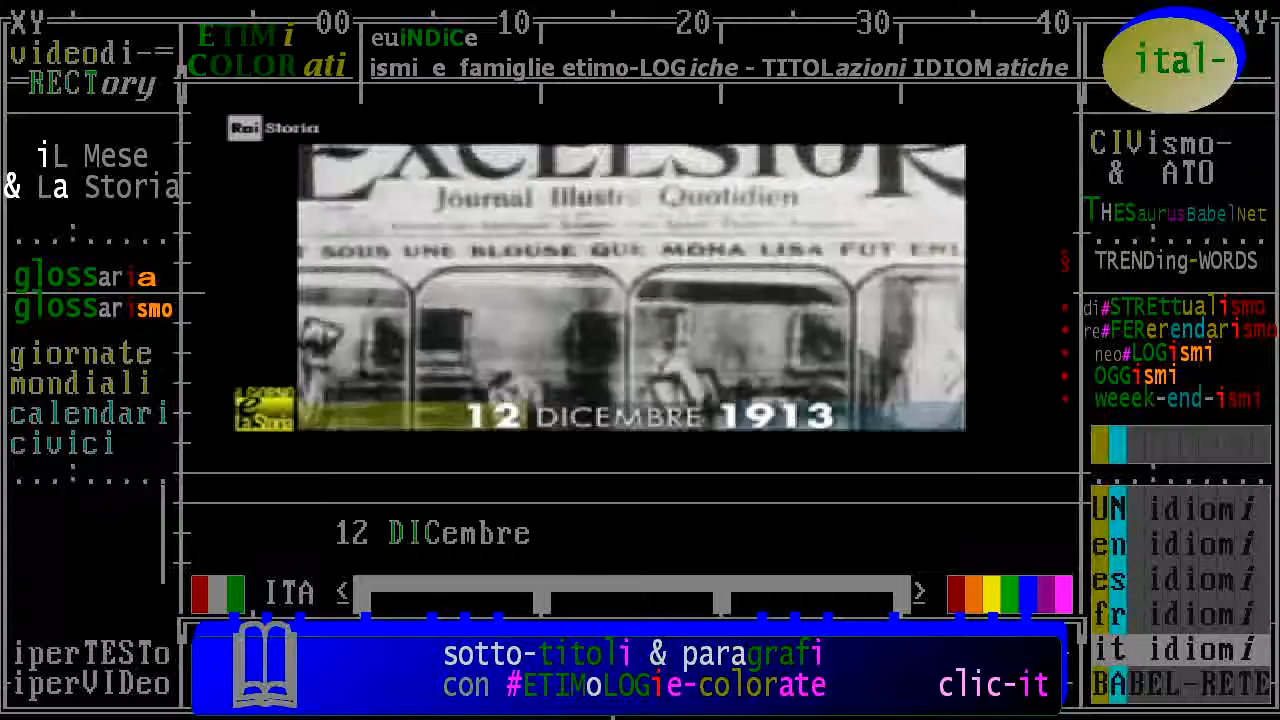 XY 00 10 20 30 40 XY
videodi-=
=RECTory
ETIMi
COLORati
euiNDiCe
ismi e famiglie etimo-LOGiche - TITOLazioni IDIOMatiche
ital-
iL Mese
& La Storia
...:.....
glossaria
glossarismo
giornate
mondiali
calendari
civici
...:.....
iperTESTo
iperVIDeo
Rai Storia
EXCELSIOR
Journal Illustré Quotidien
SOUS UNE BLOUSE QUE MONA LISA FUT
la Storia
12 DICEMBRE 1913
12 DICembre
ITA < >
sotto-titoli & paragrafi
con #ETIMoLOGie-colorate clic-it
CIVismo-
& ATO
THESaurusBabelNet
...:.....
§ TRENDing-WORDS
• di#STREttualismo
• re#FERerendarismo
• neo#LOGismi
• OGGismi
• weeek-end-ismi
...:.....
UN idiomi
en idiomi
es idiomi
fr idiomi
it idiomi
BABEL-RETE